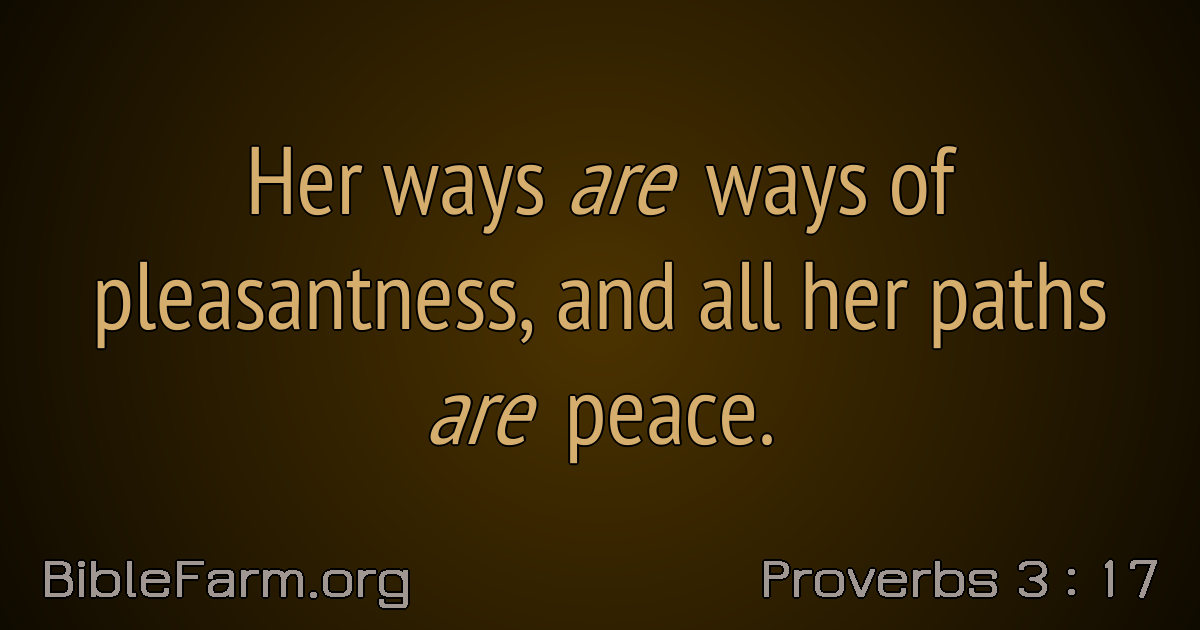 Her ways are ways of
pleasantness, and all her paths
are peace.
BibleFarm.org
Proverbs 3 : 17